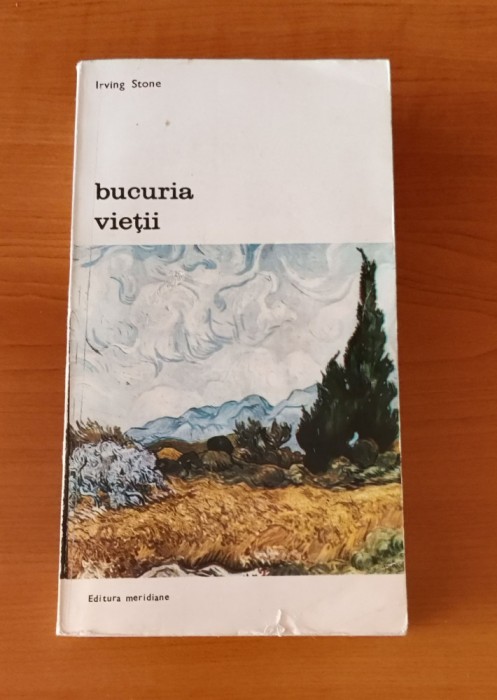 Irving Stone
bucuria
vieţii
Editura meridiane